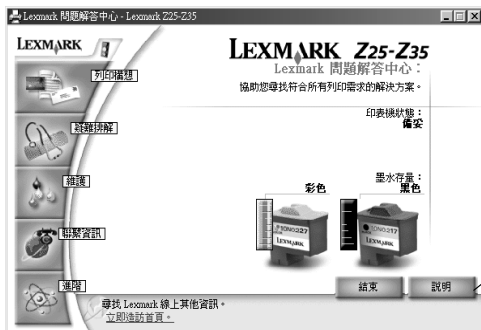 Lexmark 問題解答中心 - Lexmark Z25-Z35
LEXMARK
LEXMARK Z25-Z35
Lexmark 問題解答中心：
協助您尋找符合所有列印需求的解決方案。
列印構想
印表機狀態：
備妥
疑難排解
維護
墨水存量：
彩色
黑色
10N0227
LEXMARK
10N0217
LEXMARK
聯繫資訊
進階
結束
說明
尋找 Lexmark 線上其他資訊。
立即造訪首頁。